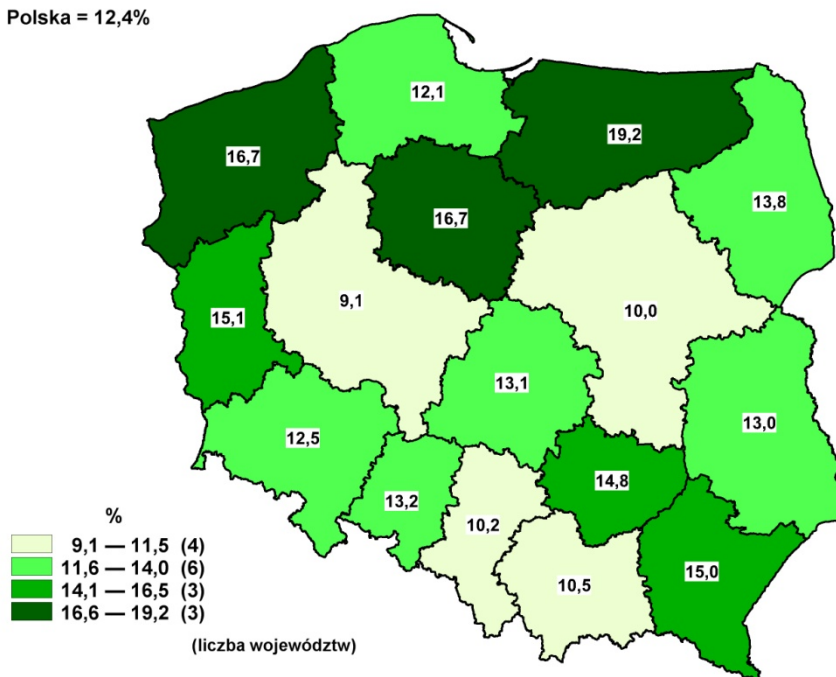 Polska = 12,4%
12,1
19,2
16,7
13,8
16,7
9,1
10,0
15,1
13,1
13,0
12,5
14,8
13,2
10,2
15,0
10,5
%
9,1 — 11,5 (4)
11,6 — 14,0 (6)
14,1 — 16,5 (3)
16,6 — 19,2 (3)
(liczba województw)